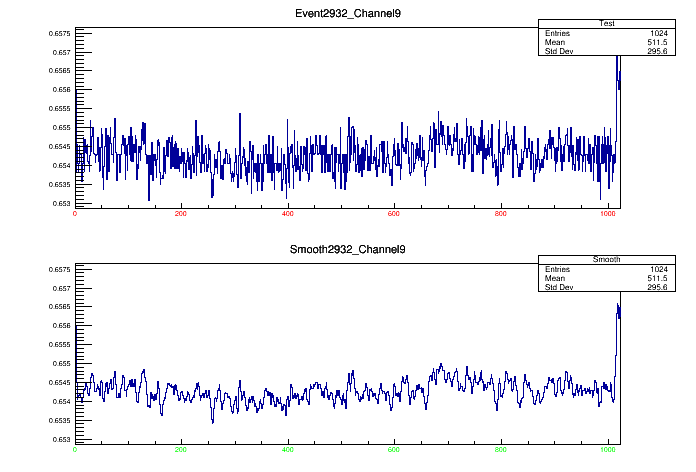 Event2932_Channel9
Test
Entries 1024
Mean 511.5
Std Dev 295.6
0.6575
0.657
0.6565
0.656
0.6555
0.655
0.6545
0.654
0.6535
0.653
0 200 400 600 800 1000
Smooth2932_Channel9
Smooth
Entries 1024
Mean 511.5
Std Dev 295.6
0.6575
0.657
0.6565
0.656
0.6555
0.655
0.6545
0.654
0.6535
0.653
0 200 400 600 800 1000